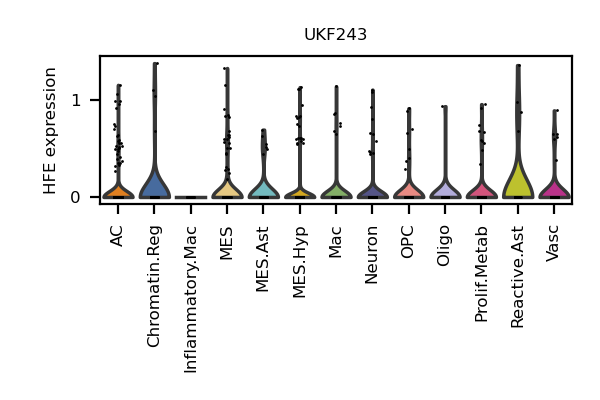 UKF243
HFE expression
1
0
AC
Chromatin.Reg
Inflammatory.Mac
MES
MES.Ast
MES.Hyp
Mac
Neuron
OPC
Oligo
Prolif.Metab
Reactive.Ast
Vasc